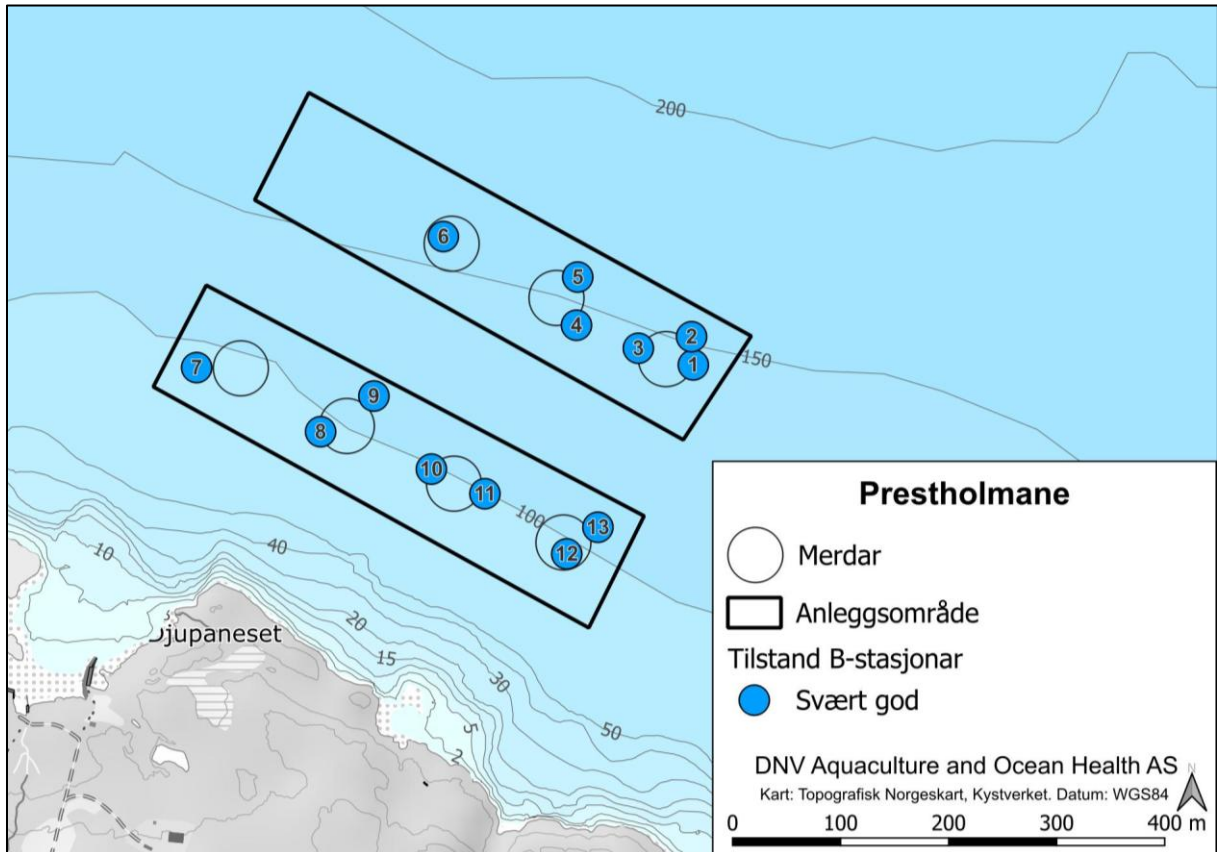 200
6
5
4
3
2
1
150
7
9
8
10
11
100
13
12
10
40
Djupaneset
20
15
30
5
2
50
Prestholmane
Merdar
Anleggsområde
Tilstand B-stasjonar
Svært god
DNV Aquaculture and Ocean Health AS
N
Kart: Topografisk Norgeskart, Kystverket. Datum: WGS84
0 100 200 300 400 m